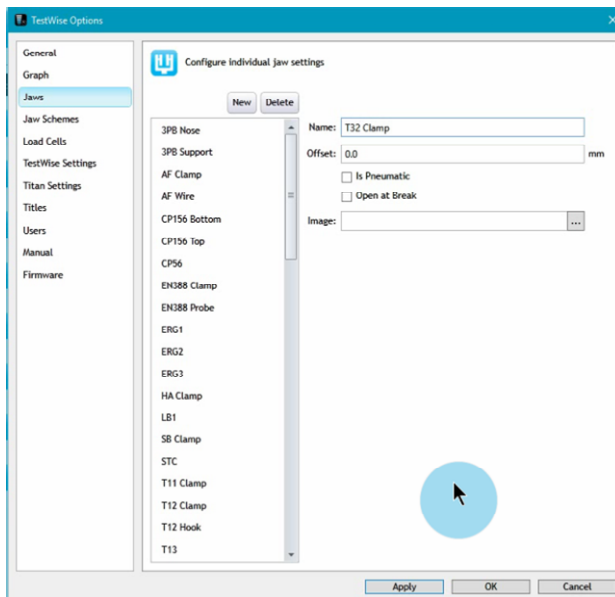 TestWise Options
General
Graph
Jaws
Jaw Schemes
Load Cells
TestWise Settings
Titan Settings
Titles
Users
Manual
Firmware
Configure individual jaw settings
New Delete
3PB Nose
3PB Support
AF Clamp
AF Wire
CP156 Bottom
CP156 Top
CP56
EN388 Clamp
EN388 Probe
ERG1
ERG2
ERG3
HA Clamp
LB1
SB Clamp
STC
T11 Clamp
T12 Clamp
T12 Hook
T13
Name: T32 Clamp
Offset: 0.0 mm
Is Pneumatic
Open at Break
Image: ...
Apply OK Cancel